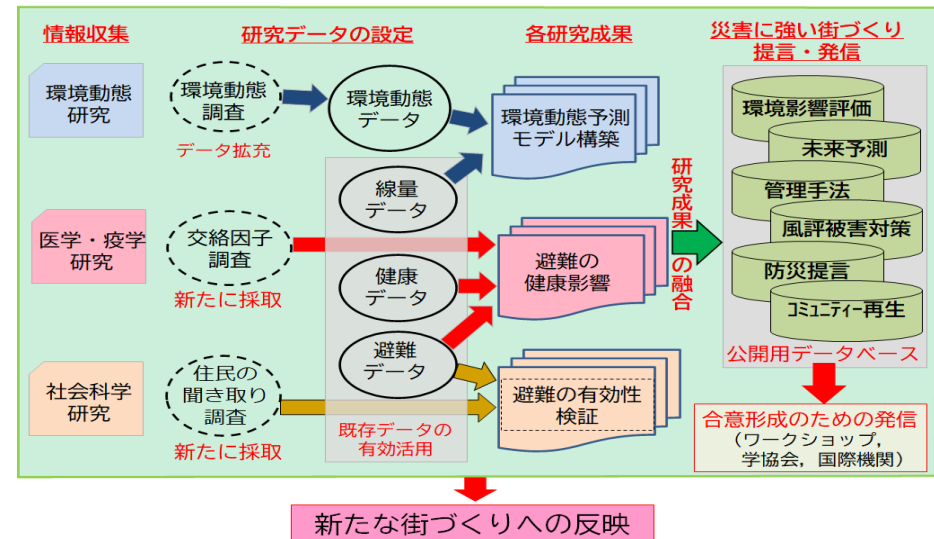 情報収集
研究データの設定
各研究成果
災害に強い街づくり
提言・発信
環境動態
研究
環境動態
調査
データ拡充
環境動態
データ
環境動態予測
モデル構築
線量
データ
医学・疫学
研究
交絡因子
調査
新たに採取
健康
データ
避難の
健康影響
避難
データ
社会科学
研究
住民の
聞き取り
調査
新たに採取
既存データの
有効活用
避難の有効性
検証
研究成果の融合
環境影響評価
未来予測
管理手法
風評被害対策
防災提言
コミュニティー再生
公開用データベース
合意形成のための発信
（ワークショップ，
学協会，国際機関）
新たな街づくりへの反映